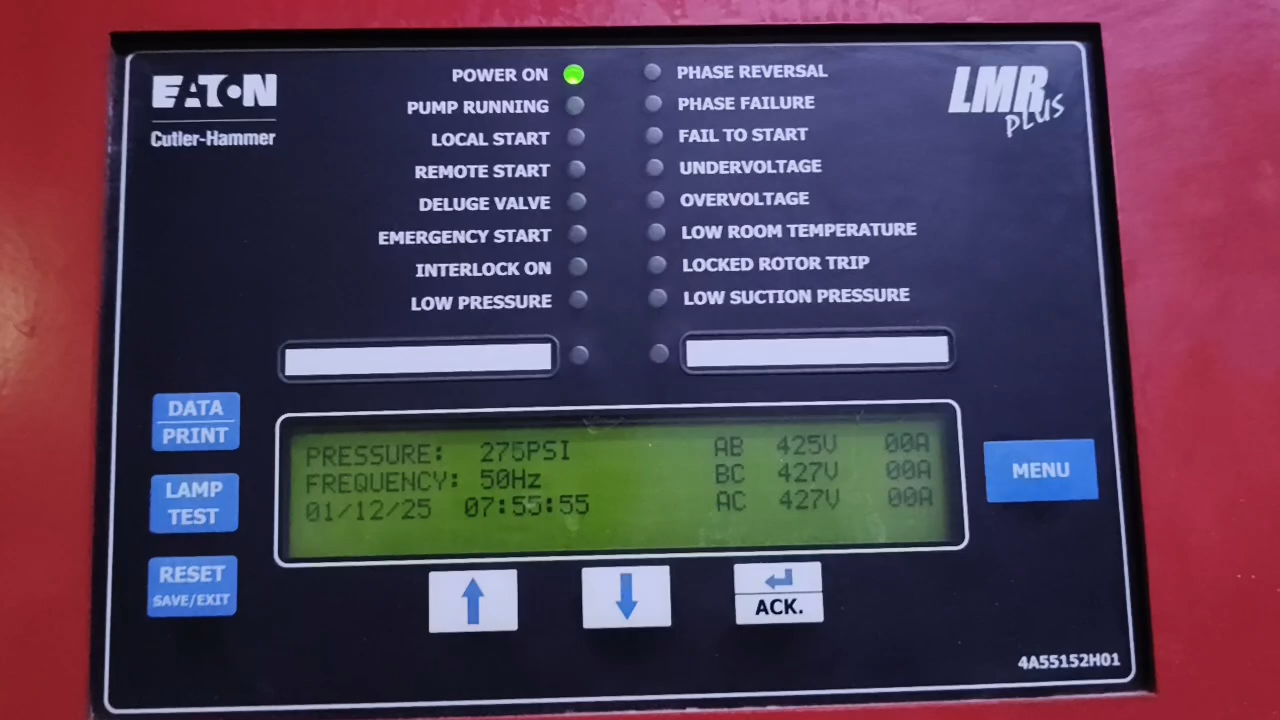 EATON
Cutler-Hammer
LMR
PLUS
POWER ON
PUMP RUNNING
LOCAL START
REMOTE START
DELUGE VALVE
EMERGENCY START
INTERLOCK ON
LOW PRESSURE
PHASE REVERSAL
PHASE FAILURE
FAIL TO START
UNDERVOLTAGE
OVERVOLTAGE
LOW ROOM TEMPERATURE
LOCKED ROTOR TRIP
LOW SUCTION PRESSURE
DATA
PRINT
LAMP
TEST
RESET
SAVE/EXIT
PRESSURE: 275PSI AB 425V 00A
FREQUENCY: 50Hz BC 427V 00A
01/12/25 07:55:55 AC 427V 00A
MENU
ACK.
4A55152H01